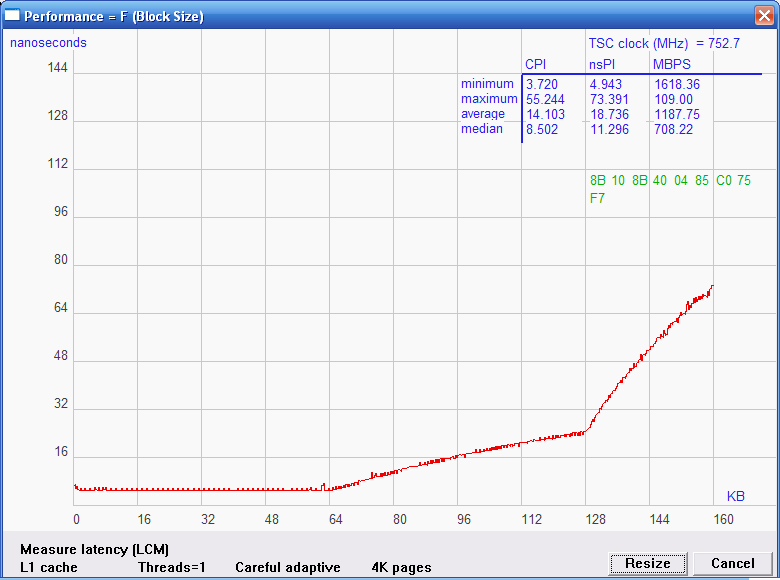 Performance = F (Block Size)
nanoseconds
TSC clock (MHz) = 752.7
CPI nsPI MBPS
minimum 3.720 4.943 1618.36
maximum 55.244 73.391 109.00
average 14.103 18.736 1187.75
median 8.502 11.296 708.22
8B 10 8B 40 04 85 C0 75
F7
144
128
112
96
80
64
48
32
16
KB
0 16 32 48 64 80 96 112 128 144 160
Measure latency (LCM)
L1 cache Threads=1 Careful adaptive 4K pages
Resize Cancel